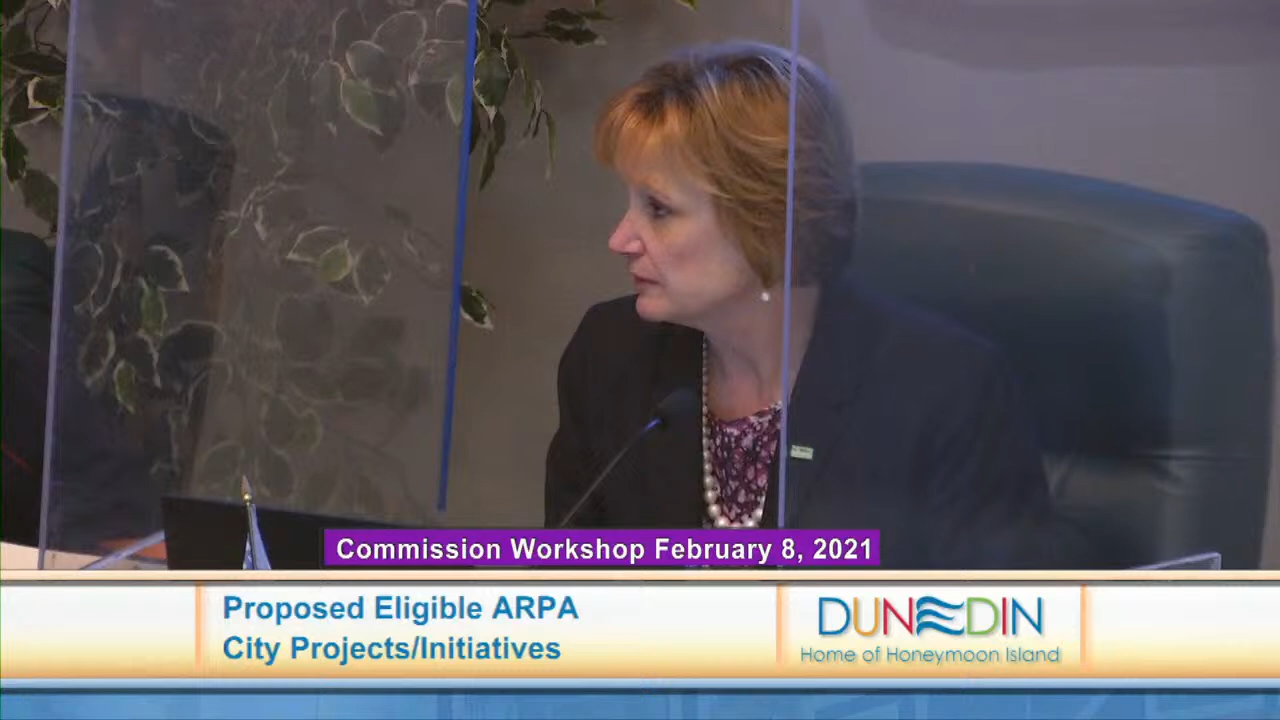 Commission Workshop February 8, 2021
Proposed Eligible ARPA
City Projects/Initiatives
DUNEDIN
Home of Honeymoon Island